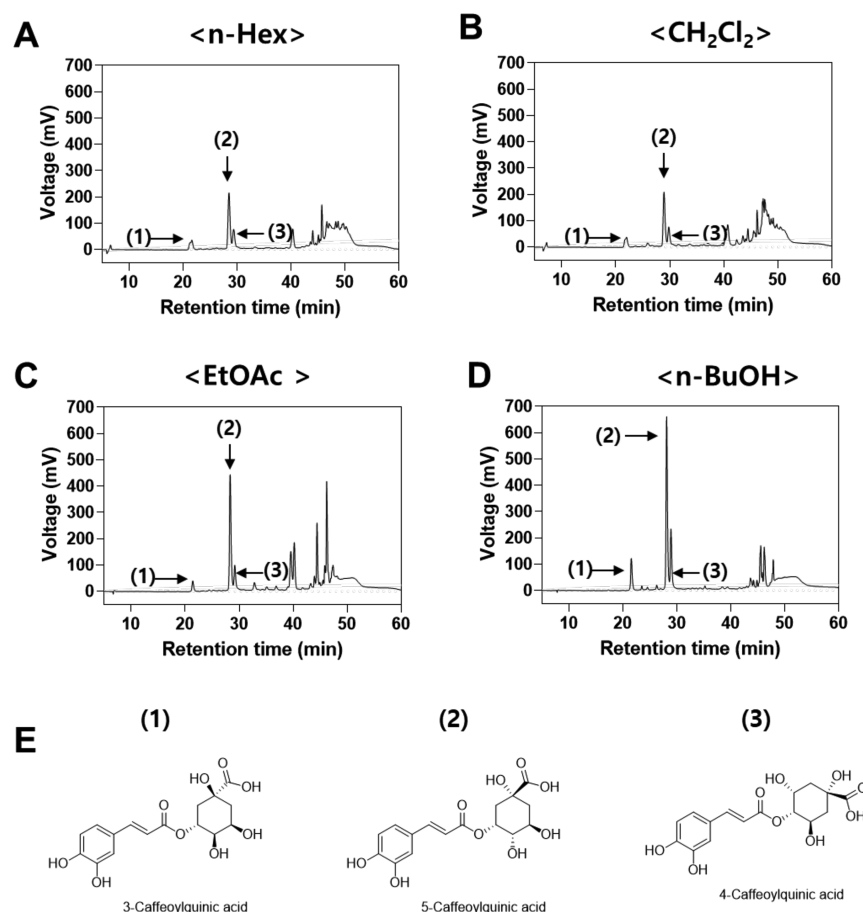 A
<n-Hex>
700
600
500
400
300
200
100
0
Voltage (mV)
(1)
(2)
(3)
10 20 30 40 50 60
Retention time (min)
B
<CH2Cl2>
700
600
500
400
300
200
100
0
Voltage (mV)
(1)
(2)
(3)
10 20 30 40 50 60
Retention time (min)
C
<EtOAc >
700
600
500
400
300
200
100
0
Voltage (mV)
(1)
(2)
(3)
10 20 30 40 50 60
Retention time (min)
D
<n-BuOH>
700
600
500
400
300
200
100
0
Voltage (mV)
(1)
(2)
(3)
10 20 30 40 50 60
Retention time (min)
E
(1)
HO
O
OH
O
O
OH
OH
HO
OH
3-Caffeoylquinic acid
(2)
HO
O
OH
O
O
OH
OH
HO
OH
5-Caffeoylquinic acid
(3)
OH
OH
O
O
O
OH
OH
HO
OH
4-Caffeoylquinic acid